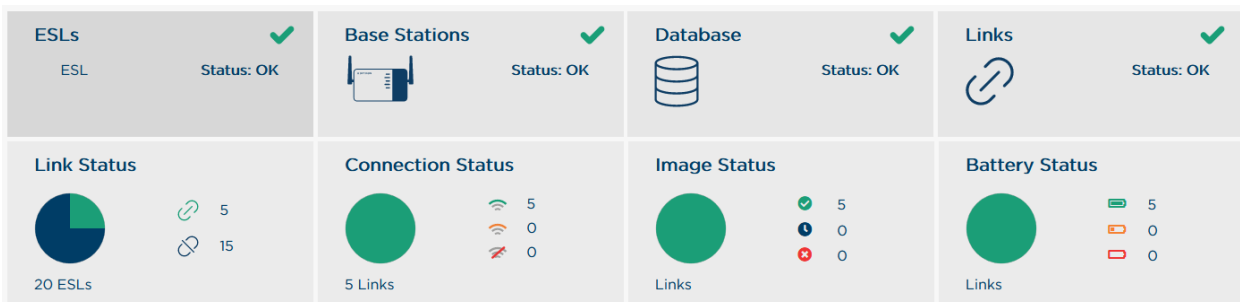 ESLs
ESL
Status: OK
Base Stations
Status: OK
Database
Status: OK
Links
Status: OK
Link Status
5
15
20 ESLs
Connection Status
5
0
0
5 Links
Image Status
5
0
0
Links
Battery Status
5
0
0
Links